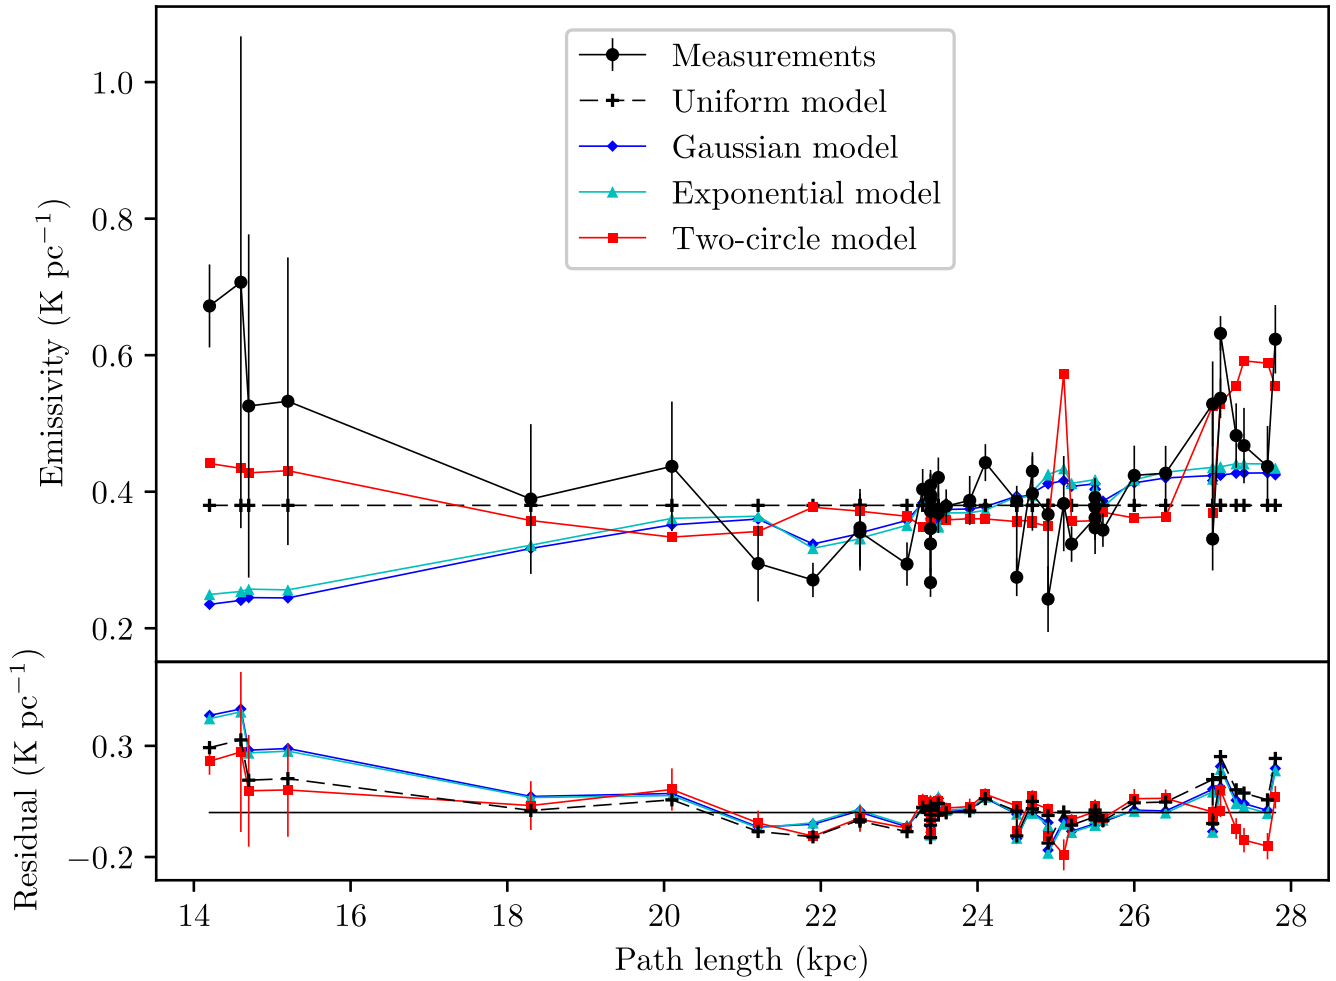 Measurements
Uniform model
Gaussian model
Exponential model
Two-circle model
1.0
0.8
0.6
0.4
0.2
Emissivity (K pc⁻¹)
0.3
−0.2
Residual (K pc⁻¹)
14 16 18 20 22 24 26 28
Path length (kpc)